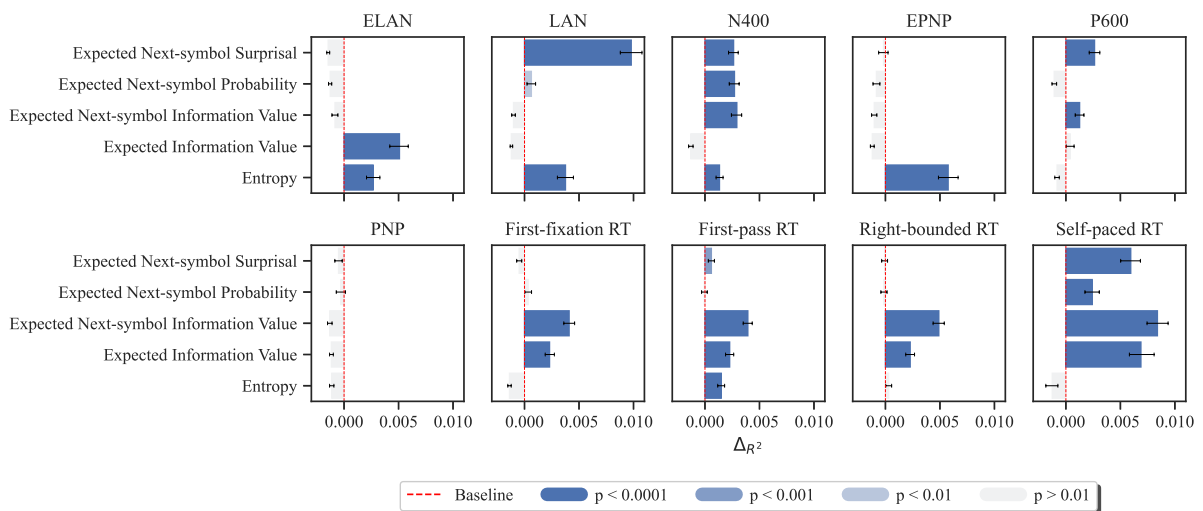 ELAN LAN N400 EPNP P600
Expected Next-symbol Surprisal
Expected Next-symbol Probability
Expected Next-symbol Information Value
Expected Information Value
Entropy
PNP First-fixation RT First-pass RT Right-bounded RT Self-paced RT
Expected Next-symbol Surprisal
Expected Next-symbol Probability
Expected Next-symbol Information Value
Expected Information Value
Entropy
0.000 0.005 0.010 0.000 0.005 0.010 0.000 0.005 0.010 0.000 0.005 0.010 0.000 0.005 0.010
Δ_{R^2}
Baseline p < 0.0001 p < 0.001 p < 0.01 p > 0.01